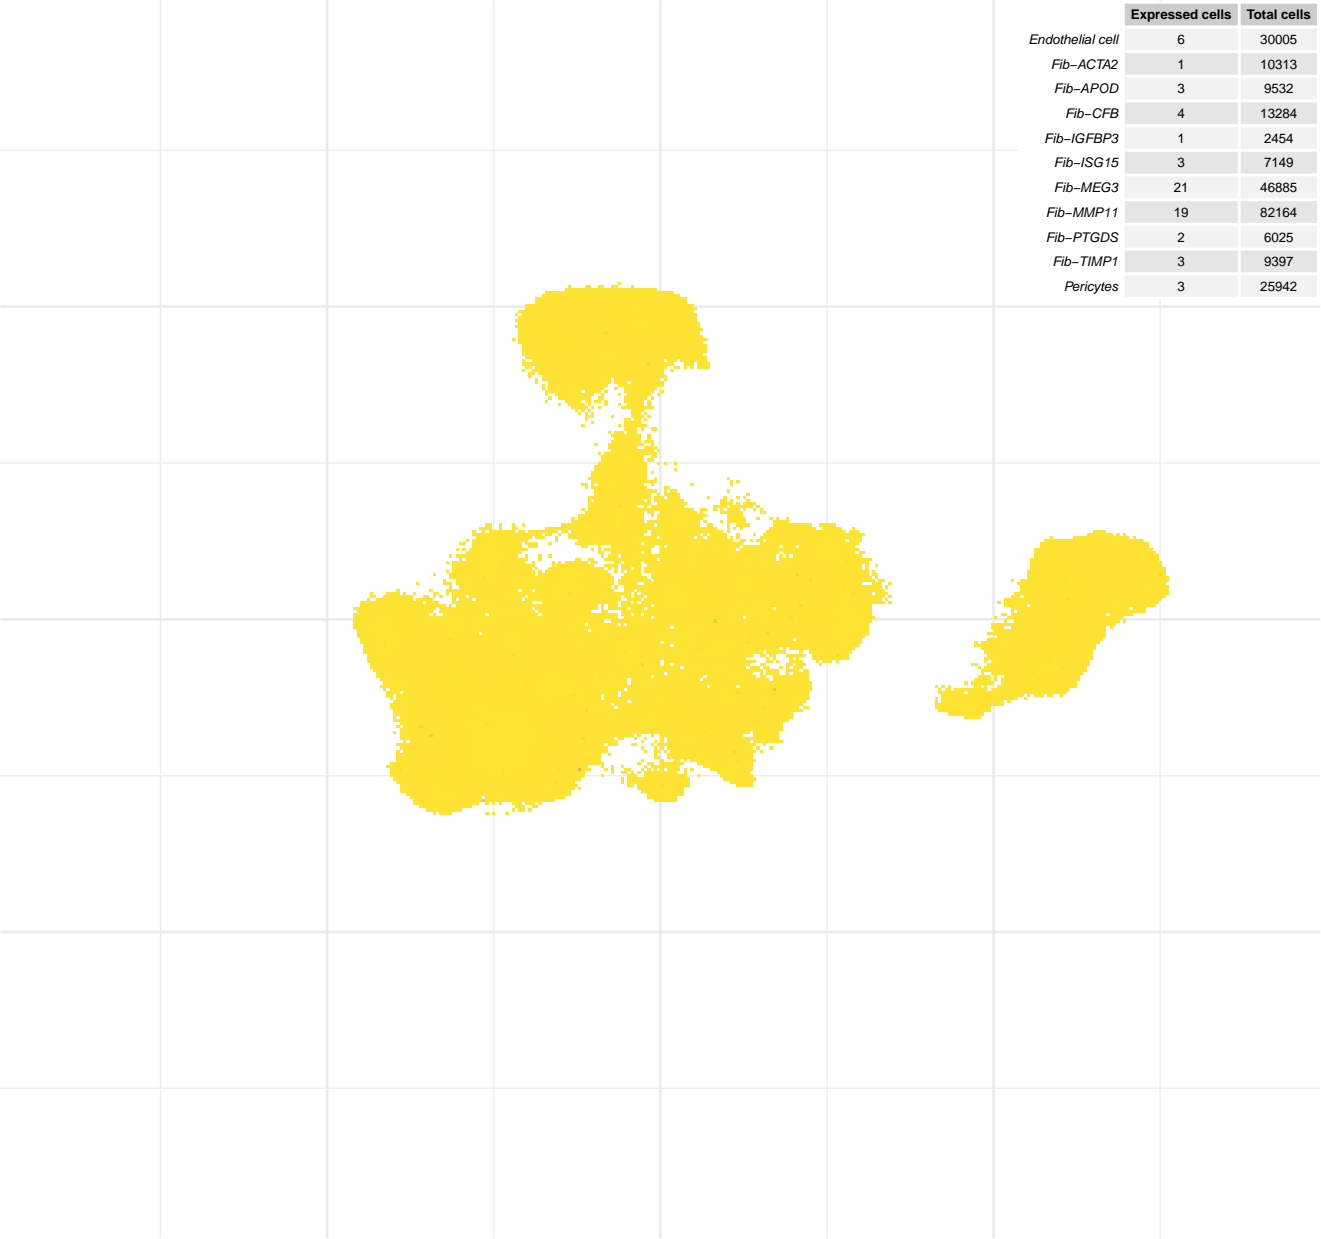 Expressed cells Total cells
Endothelial cell 6 30005
Fib−ACTA2 1 10313
Fib−APOD 3 9532
Fib−CFB 4 13284
Fib−IGFBP3 1 2454
Fib−ISG15 3 7149
Fib−MEG3 21 46885
Fib−MMP11 19 82164
Fib−PTGDS 2 6025
Fib−TIMP1 3 9397
Pericytes 3 25942